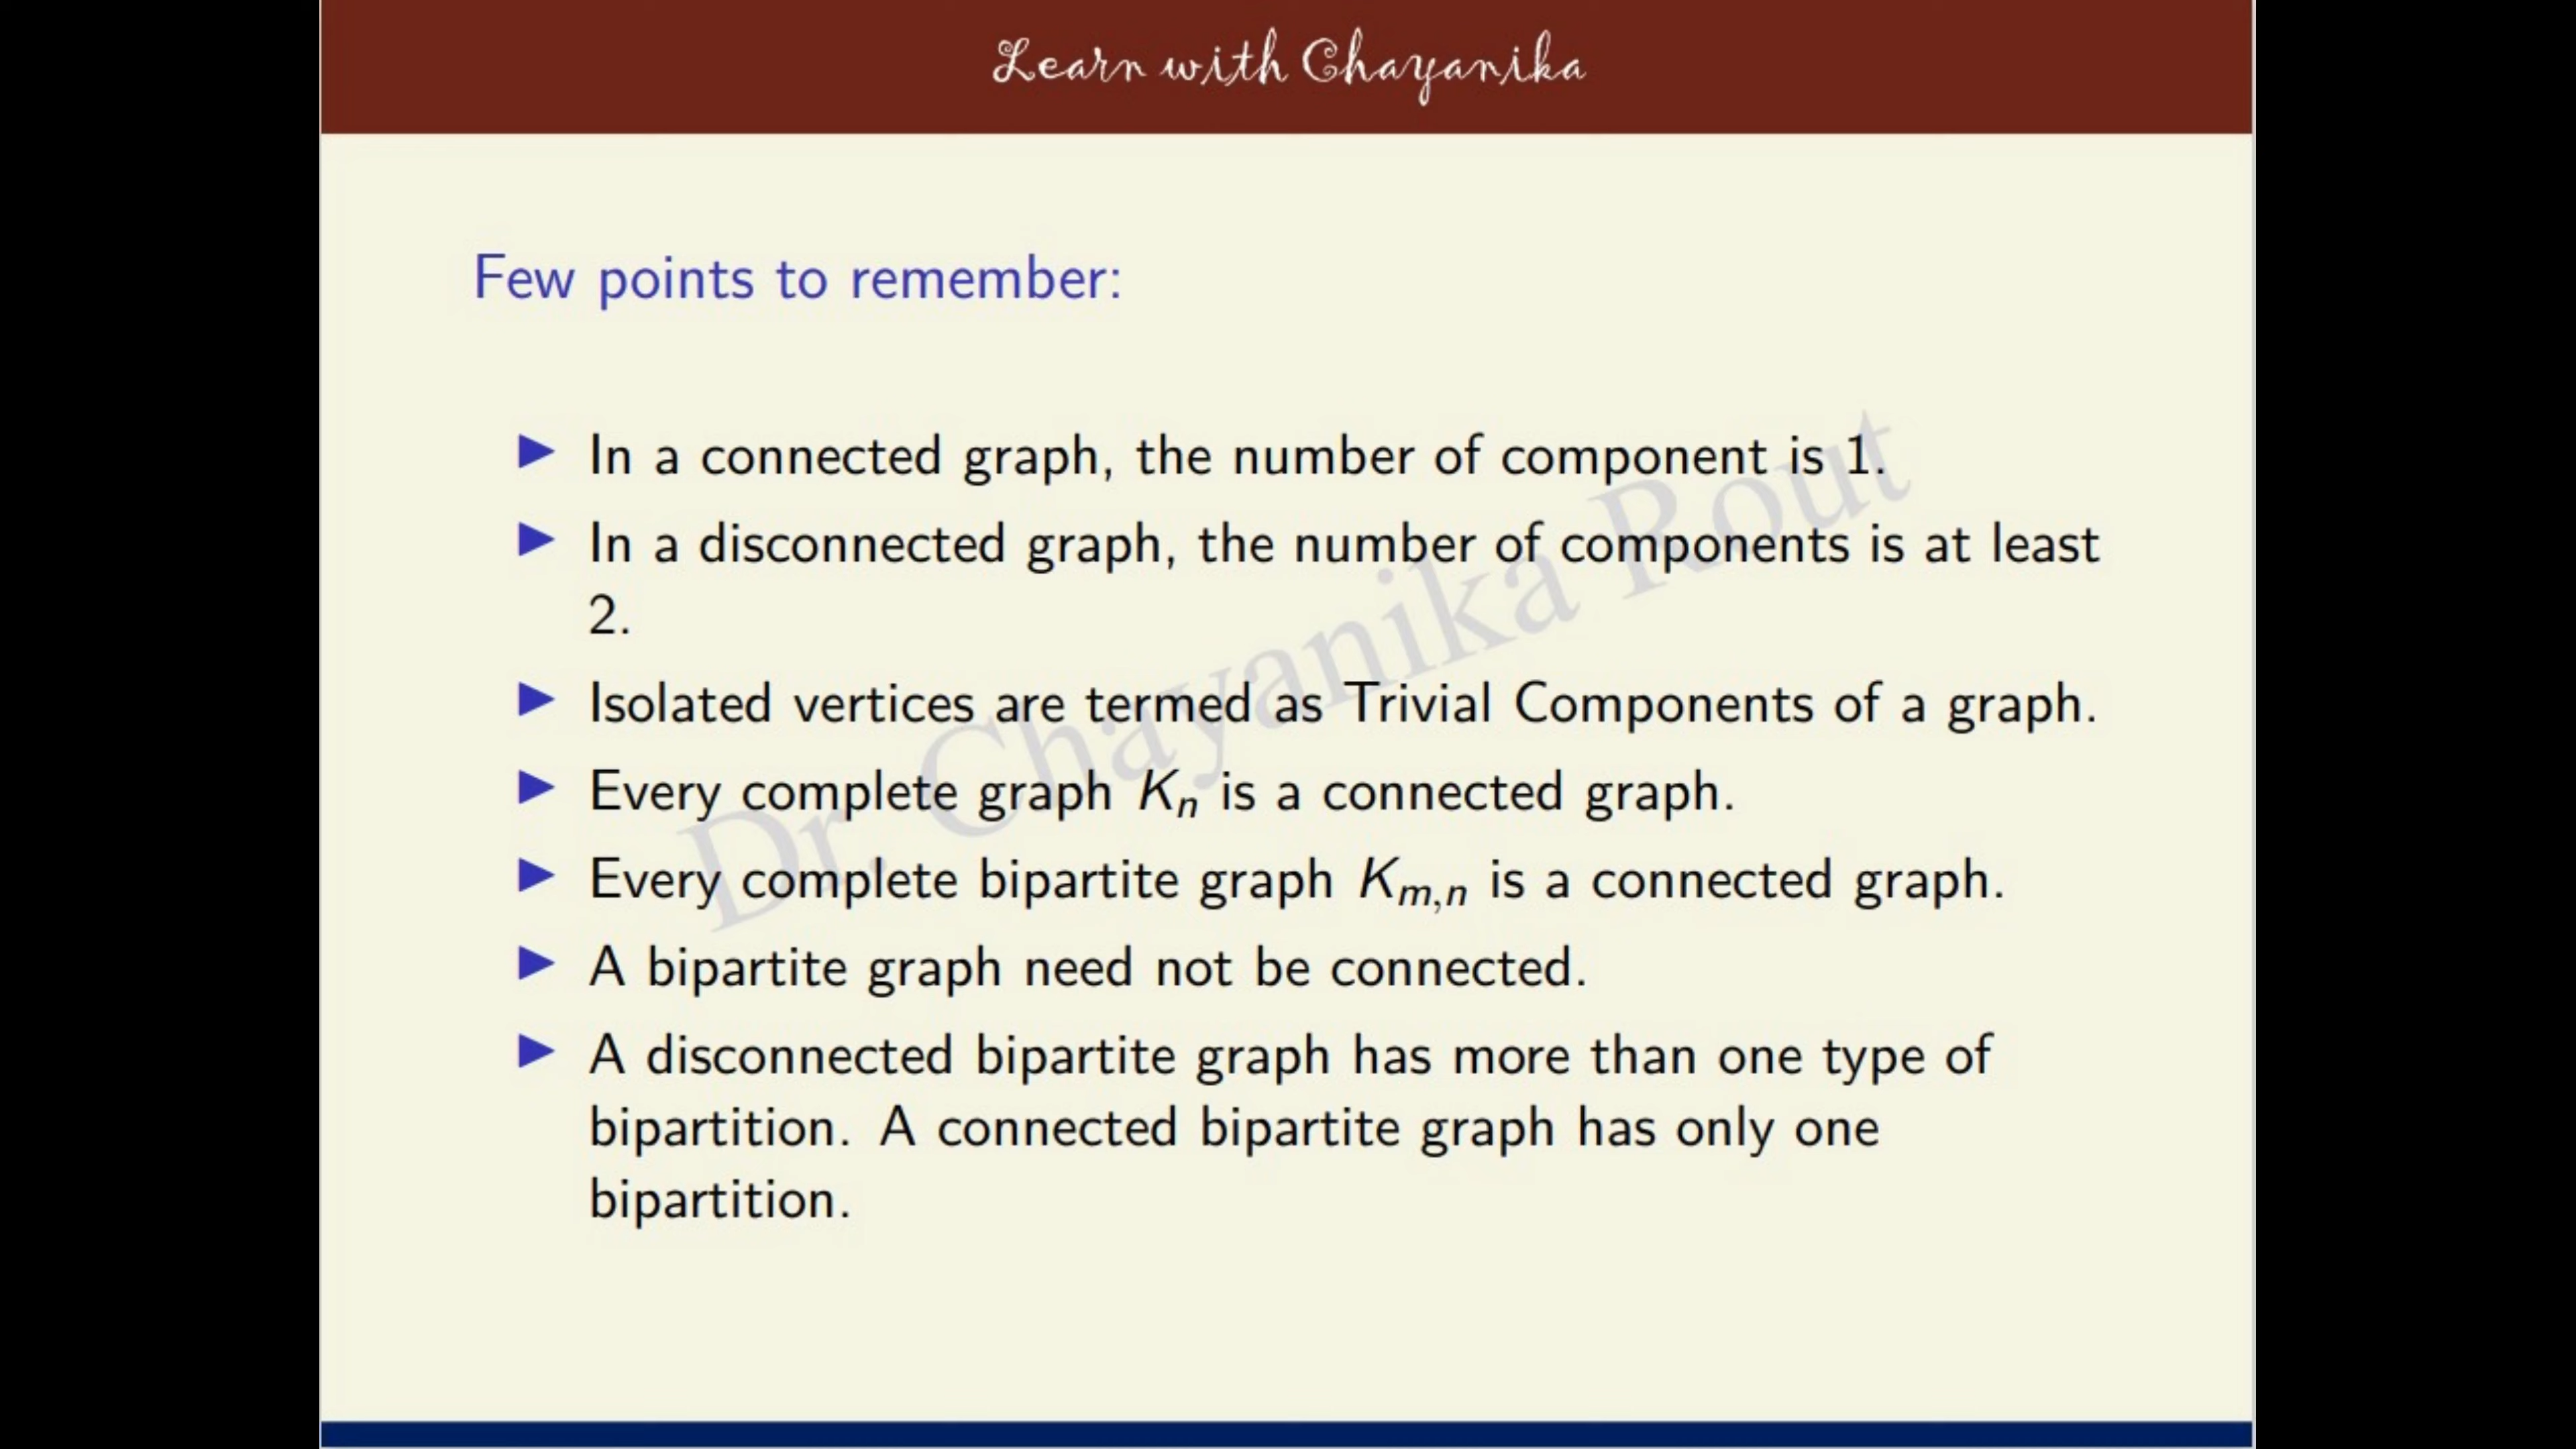 Learn with Chayanika
Few points to remember:
▶ In a connected graph, the number of component is 1.
▶ In a disconnected graph, the number of components is at least
2.
▶ Isolated vertices are termed as Trivial Components of a graph.
▶ Every complete graph Kₙ is a connected graph.
▶ Every complete bipartite graph K_{m,n} is a connected graph.
▶ A bipartite graph need not be connected.
▶ A disconnected bipartite graph has more than one type of
bipartition. A connected bipartite graph has only one
bipartition.
Dr. Chayanika Rout